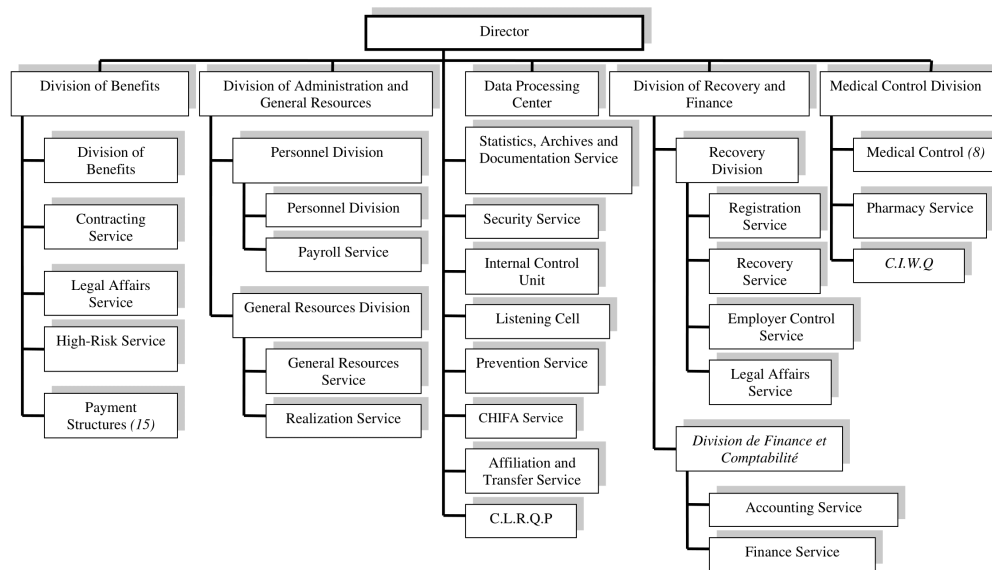 Director
Division of Benefits
Division of Benefits
Contracting
Service
Legal Affairs
Service
High-Risk Service
Payment
Structures (15)
Division of Administration and
General Resources
Personnel Division
Personnel Division
Payroll Service
General Resources Division
General Resources
Service
Realization Service
Data Processing
Center
Statistics, Archives and
Documentation Service
Security Service
Internal Control
Unit
Listening Cell
Prevention Service
CHIFA Service
Affiliation and
Transfer Service
C.L.R.Q.P
Division of Recovery and
Finance
Recovery
Division
Registration
Service
Recovery
Service
Employer Control
Service
Legal Affairs
Service
Division de Finance et
Comptabilité
Accounting Service
Finance Service
Medical Control Division
Medical Control (8)
Pharmacy Service
C.I.W.Q